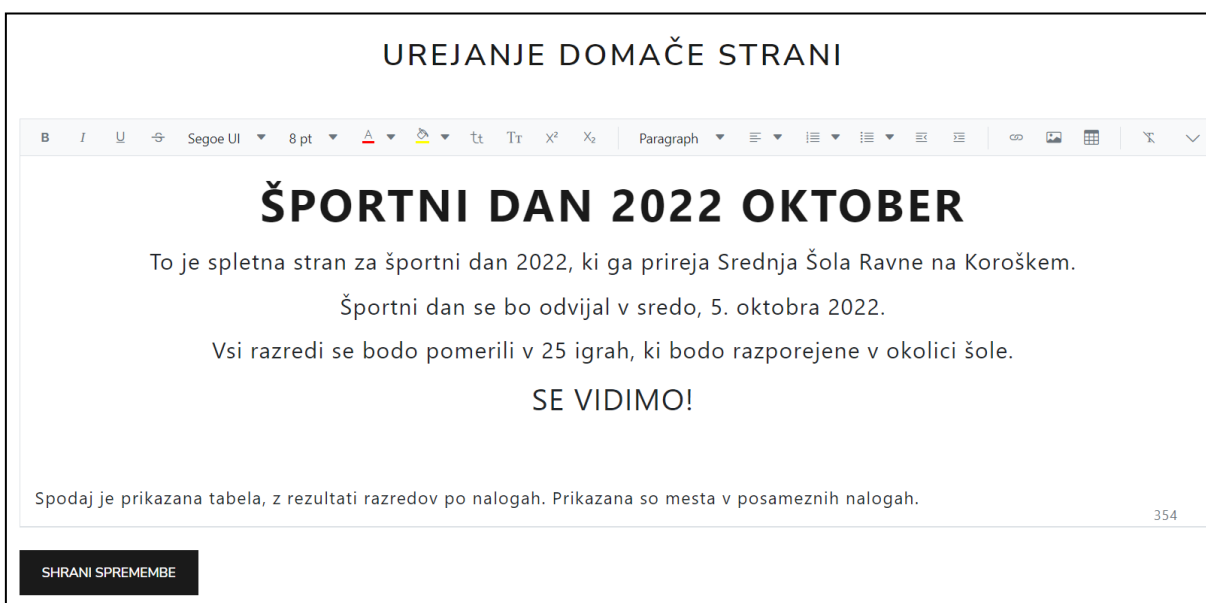 UREJANJE DOMAČE STRANI
B I U S Segoe UI 8 pt A tt TT X² X₂ Paragraph
ŠPORTNI DAN 2022 OKTOBER
To je spletna stran za športni dan 2022, ki ga prireja Srednja Šola Ravne na Koroškem.
Športni dan se bo odvijal v sredo, 5. oktobra 2022.
Vsi razredi se bodo pomerili v 25 igrah, ki bodo razporejene v okolici šole.
SE VIDIMO!
Spodaj je prikazana tabela, z rezultati razredov po nalogah. Prikazana so mesta v posameznih nalogah.
354
SHRANI SPREMEMBE